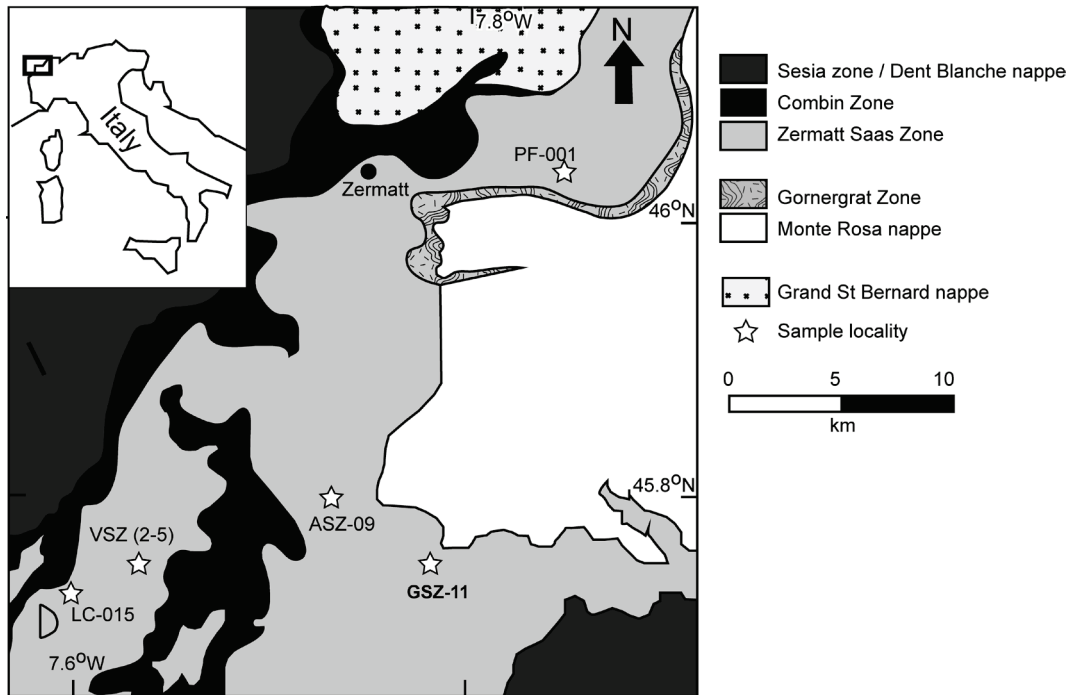 7.8°W
N
Italy
PF-001
Zermatt
46°N
45.8°N
ASZ-09
VSZ (2-5)
GSZ-11
LC-015
7.6°W
Sesia zone / Dent Blanche nappe
Combin Zone
Zermatt Saas Zone
Gornergrat Zone
Monte Rosa nappe
Grand St Bernard nappe
Sample locality
0 5 10
km